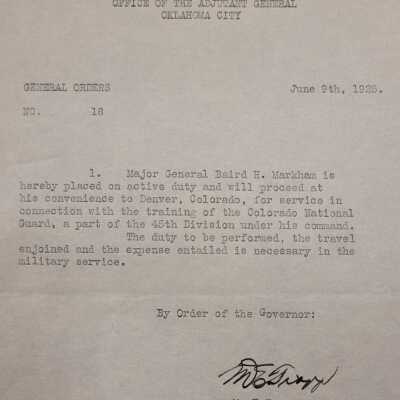 OFFICE OF THE ADJUTANT GENERAL
OKLAHOMA CITY
GENERAL ORDERS June 9th, 1925.
NO. 18
1. Major General Baird H. Markham is
hereby placed on active duty and will proceed at
his convenience to Denver, Colorado, for service in
connection with the training of the Colorado National
Guard, a part of the 45th Division under his command.
The duty to be performed, the travel
enjoined and the expense entailed is necessary in the
military service.
By Order of the Governor: